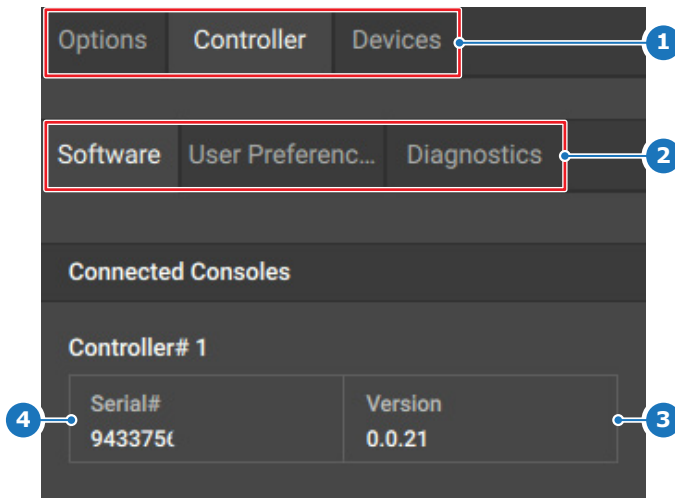 Options Controller Devices 1
Software User Preferenc... Diagnostics 2
Connected Consoles
Controller# 1
Serial# Version
4 3
0.0.21